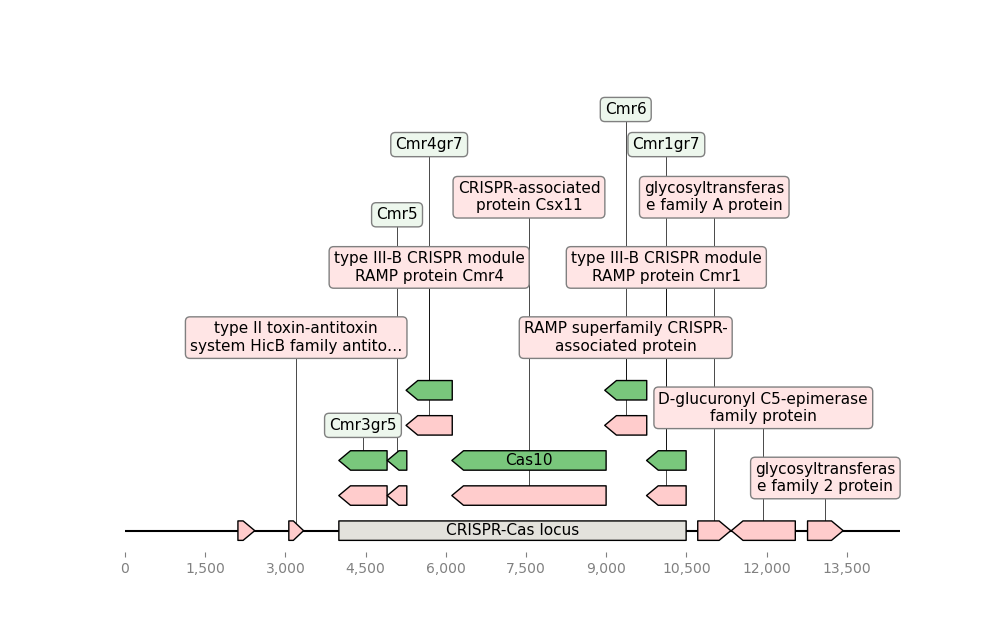 Cmr6
Cmr4gr7
Cmr1gr7
CRISPR-associated
protein Csx11
glycosyltransferas
e family A protein
Cmr5
type III-B CRISPR module
RAMP protein Cmr4
type III-B CRISPR module
RAMP protein Cmr1
type II toxin-antitoxin
system HicB family antito…
RAMP superfamily CRISPR-
associated protein
D-glucuronyl C5-epimerase
family protein
Cmr3gr5
Cas10
glycosyltransferas
e family 2 protein
CRISPR-Cas locus
0 1,500 3,000 4,500 6,000 7,500 9,000 10,500 12,000 13,500